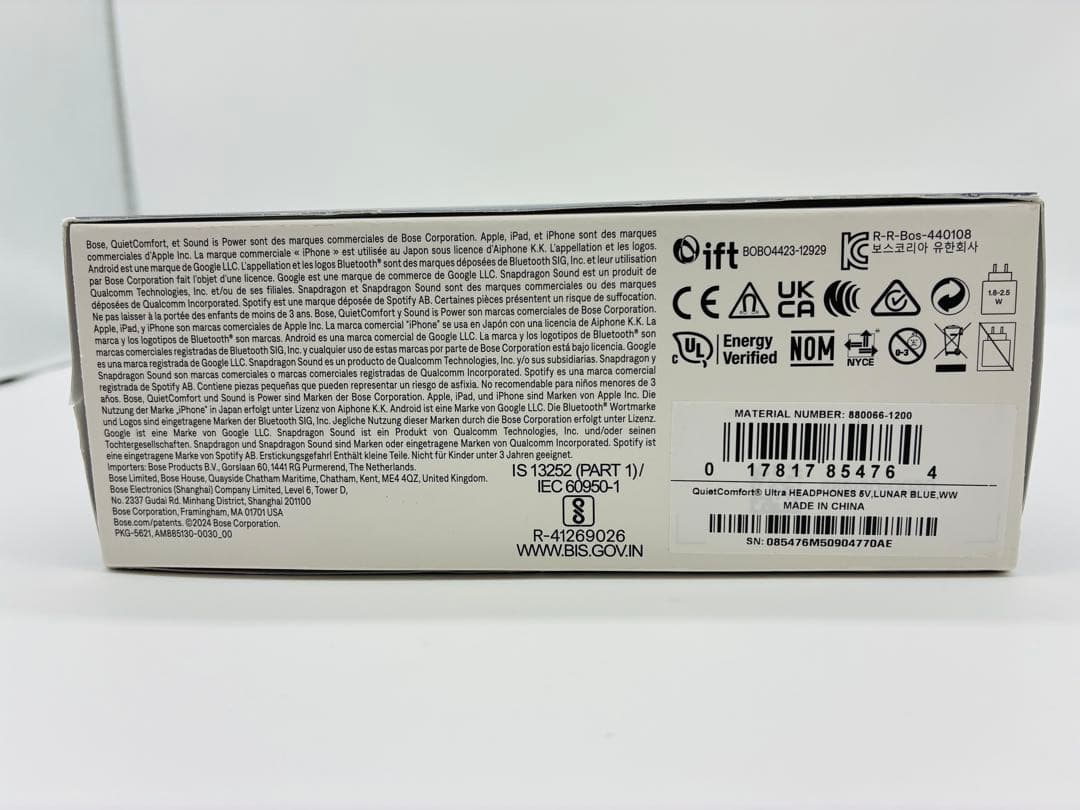 Bose, QuietComfort, et Sound is Power sont des marques commerciales de Bose Corporation. Apple, iPad, et iPhone sont des marques
commerciales d'Apple Inc. La marque commerciale « iPhone » est utilisée au Japon sous licence d'Aiphone K.K. L'appellation et les logos.
Android est une marque de Google LLC. L'appellation et les logos Bluetooth® sont des marques déposées de Bluetooth SIG, Inc. et leur utilisation
par Bose Corporation fait l'objet d'une licence. Google est une marque de commerce de Google LLC. Snapdragon Sound est un produit de
Qualcomm Technologies, Inc. et/ou de ses filiales. Snapdragon et Snapdragon Sound sont des marques commerciales ou des marques
déposées de Qualcomm Incorporated. Spotify est une marque déposée de Spotify AB. Certaines pièces présentent un risque de suffocation.
Ne pas laisser à la portée des enfants de moins de 3 ans. Bose, QuietComfort y Sound is Power son marcas comerciales de Bose Corporation.
Apple, iPad, y iPhone son marcas comerciales de Apple Inc. La marca comercial "iPhone" se usa en Japón con una licencia de Aiphone K.K. La
marca y los logotipos de Bluetooth® son marcas. Android es una marca comercial de Google LLC. La marca y los logotipos de Bluetooth® son
marcas comerciales registradas de Bluetooth SIG, Inc. y cualquier uso de estas marcas por parte de Bose Corporation está bajo licencia. Google
es una marca registrada de Google LLC. Snapdragon Sound es un producto de Qualcomm Technologies, Inc. y/o sus subsidiarias. Snapdragon y
Snapdragon Sound son marcas comerciales o marcas comerciales registradas de Qualcomm Incorporated. Spotify es una marca comercial
registrada de Spotify AB. Contiene piezas pequeñas que pueden representar un riesgo de asfixia. No recomendable para niños menores de 3
años. Bose, QuietComfort und Sound is Power sind Marken der Bose Corporation. Apple, iPad, und iPhone sind Marken von Apple Inc. Die
Nutzung der Marke „iPhone" in Japan erfolgt unter Lizenz von Aiphone K.K. Android ist eine Marke von Google LLC. Die Bluetooth® Wortmarke
und Logos sind eingetragene Marken der Bluetooth SIG, Inc. Jegliche Nutzung dieser Marken durch die Bose Corporation erfolgt unter Lizenz.
Google ist eine Marke von Google LLC. Snapdragon Sound ist ein Produkt von Qualcomm Technologies, Inc. und/oder seinen
Tochtergesellschaften. Snapdragon und Snapdragon Sound sind Marken oder eingetragene Marken von Qualcomm Incorporated. Spotify ist
eine eingetragene Marke von Spotify AB. Erstickungsgefahr! Enthält kleine Teile. Nicht für Kinder unter 3 Jahren geeignet.
Importers: Bose Products B.V., Gorslaan 60, 1441 RG Purmerend, The Netherlands.
Bose Limited, Bose House, Quayside Chatham Maritime, Chatham, Kent, ME4 4QZ, United Kingdom.
Bose Electronics (Shanghai) Company Limited, Level 6, Tower D,
No. 2337 Gudai Rd. Minhang District, Shanghai 201100
Bose Corporation, Framingham, MA 01701 USA
Bose.com/patents. ©2024 Bose Corporation.
PKG-5621, AM885130-0030_00
IS 13252 (PART 1)/
IEC 60950-1
R-41269026
WWW.BIS.GOV.IN
ift BOBO4423-12929
R-R-Bos-440108
보스코리아 유한회사
CE UK CA
1.8-2.5
W
c UL Energy Verified
NOM
NYCE
0-3
MATERIAL NUMBER: 880066-1200
0 17817 85476 4
QuietComfort® Ultra HEADPHONES 5V,LUNAR BLUE,WW
MADE IN CHINA
SN: 085476M50904770AE